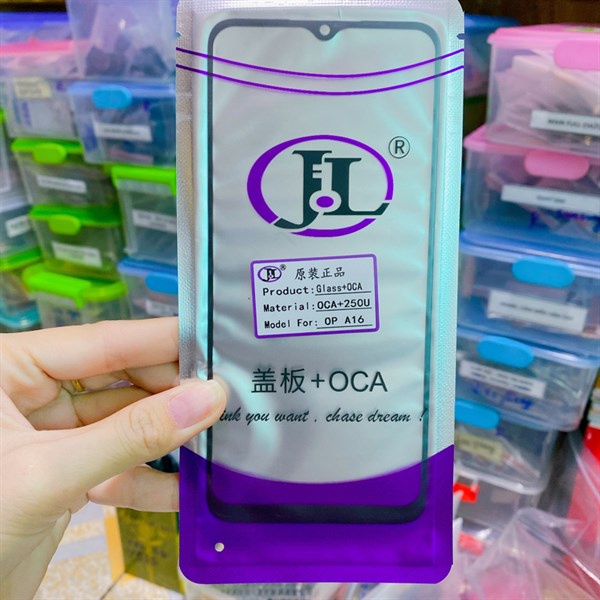 JL®
JL® 原装正品
Product: Glass+OCA
Material: OCA+250U
Model For: OP A16
盖板+OCA
you want , chase dream !